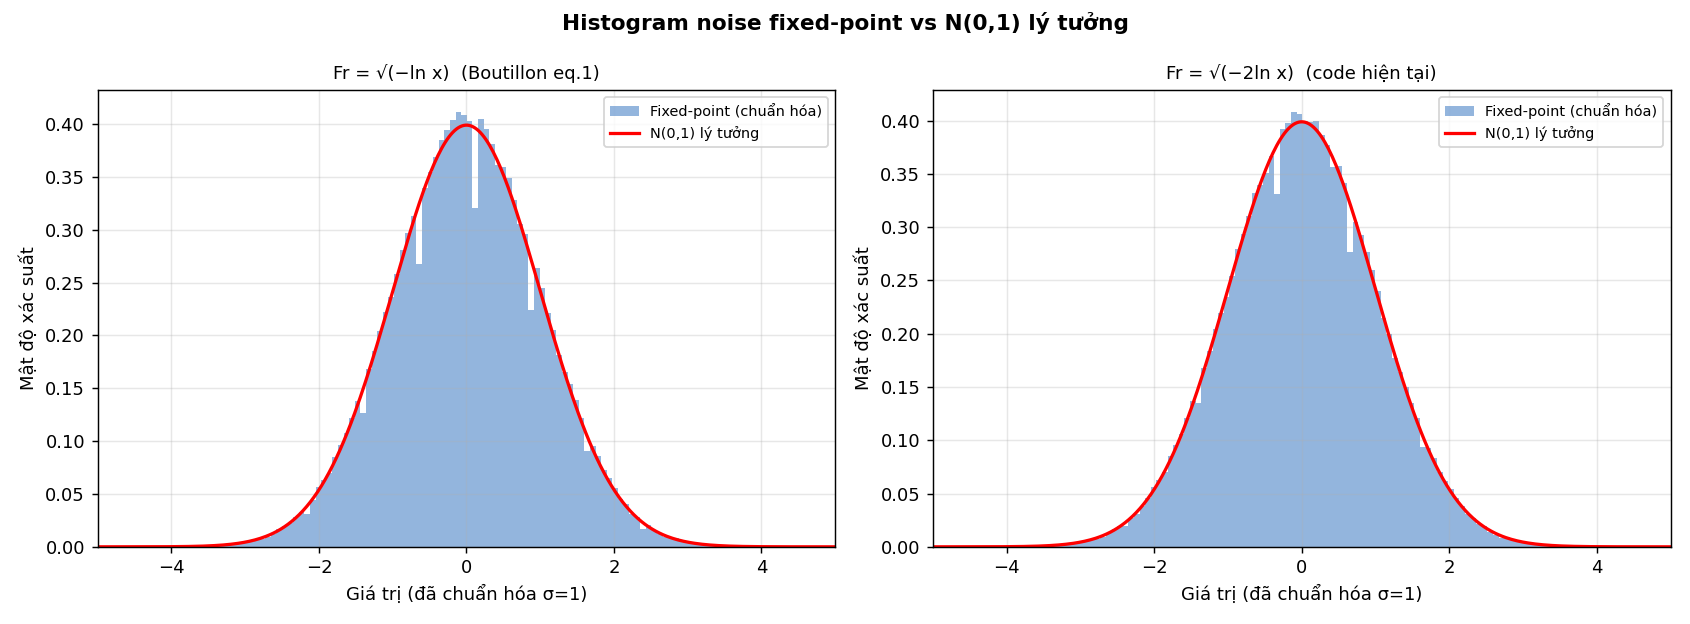 Histogram noise fixed-point vs N(0,1) lý tưởng
Fr = √(−ln x)  (Boutillon eq.1)
Fixed-point (chuẩn hóa)
N(0,1) lý tưởng
Mật độ xác suất
0.40
0.35
0.30
0.25
0.20
0.15
0.10
0.05
0.00
−4 −2 0 2 4
Giá trị (đã chuẩn hóa σ=1)
Fr = √(−2ln x)  (code hiện tại)
Fixed-point (chuẩn hóa)
N(0,1) lý tưởng
Mật độ xác suất
0.40
0.35
0.30
0.25
0.20
0.15
0.10
0.05
0.00
−4 −2 0 2 4
Giá trị (đã chuẩn hóa σ=1)